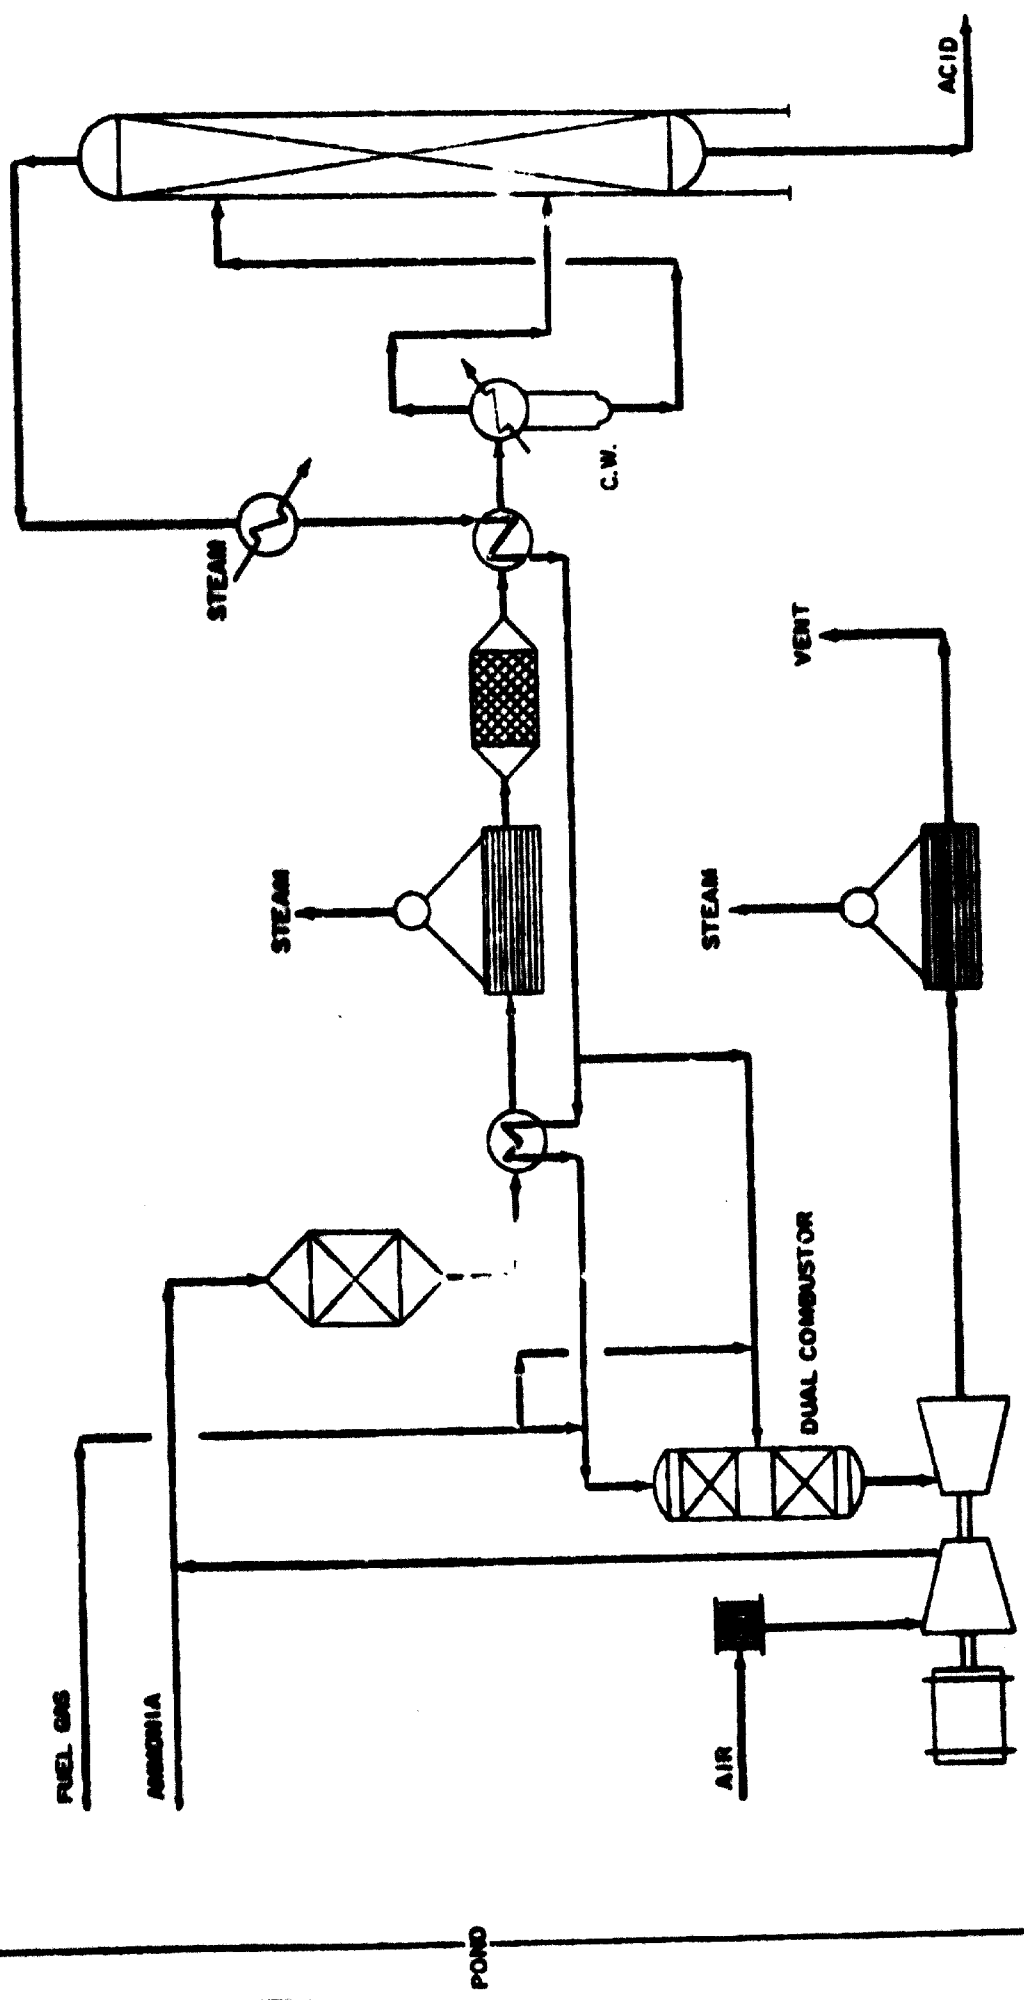 FUEL GAS
AMMONIA
AIR
DUAL COMBUSTOR
STEAM
STEAM
VENT
STEAM
C.W.
ACID
POND